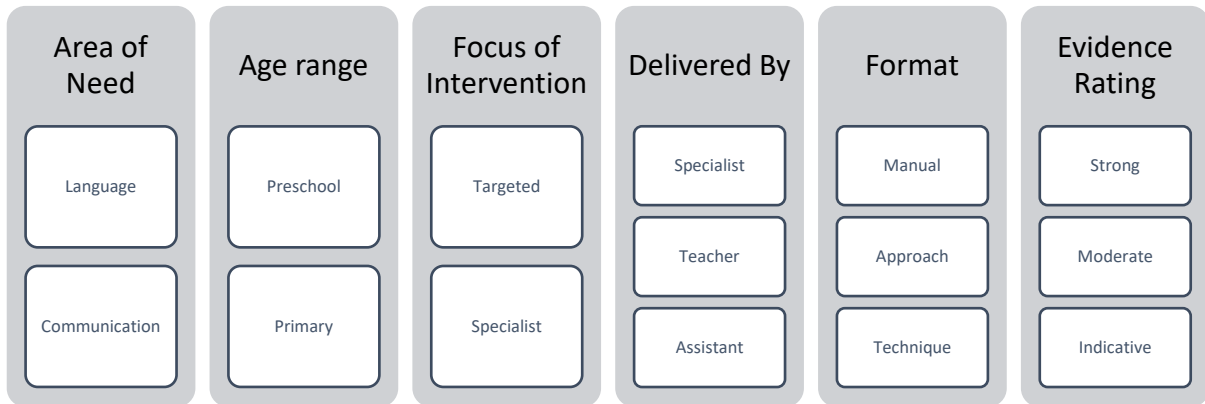 Area of
Need
Language
Communication
Age range
Preschool
Primary
Focus of
Intervention
Targeted
Specialist
Delivered By
Specialist
Teacher
Assistant
Format
Manual
Approach
Technique
Evidence
Rating
Strong
Moderate
Indicative